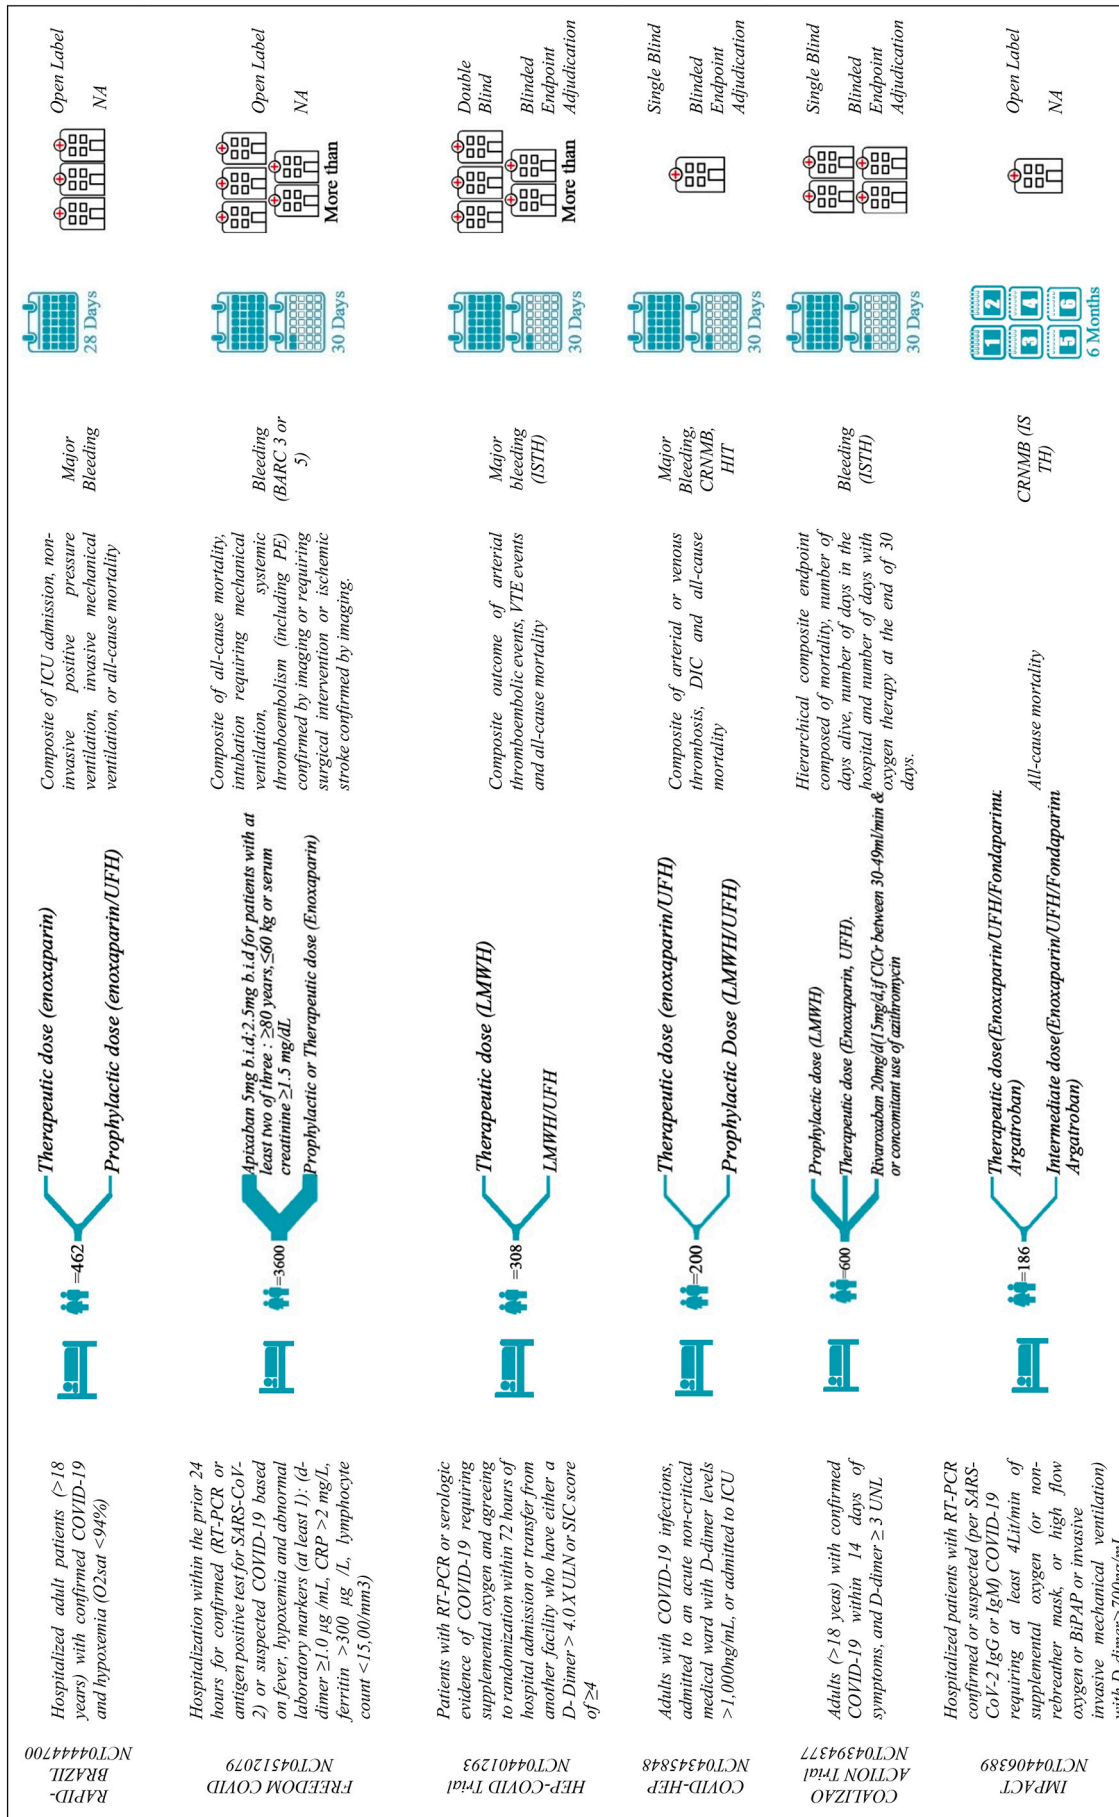 RAPID-
BRAZIL
NCT04444700
Hospitalized adult patients (>18
years) with confirmed COVID-19
and hypoxemia (O2sat <94%)
=462
Therapeutic dose (enoxaparin)
Prophylactic dose (enoxaparin/UFH)
Composite of ICU admission, non-
invasive positive pressure
ventilation, invasive mechanical
ventilation, or all-cause mortality
Major
Bleeding
28 Days
Open Label
NA
FREEDOM COVID
NCT04512079
Hospitalization within the prior 24
hours for confirmed (RT-PCR or
antigen positive test for SARS-CoV-
2) or suspected COVID-19 based
on fever, hypoxemia and abnormal
laboratory markers (at least 1): (d-
dimer ≥1.0 μg /mL, CRP >2 mg/L,
ferritin >300 μg /L, lymphocyte
count <15,00/mm3)
=3600
Apixaban 5mg b.i.d;2.5mg b.i.d for patients with at
least two of three : ≥80 years,≤60 kg or serum
creatinine ≥1.5 mg/dL
Prophylactic or Therapeutic dose (Enoxaparin)
Composite of all-cause mortality,
intubation requiring mechanical
ventilation, systemic
thromboembolism (including PE)
confirmed by imaging or requiring
surgical intervention or ischemic
stroke confirmed by imaging.
Bleeding
(BARC 3 or
5)
30 Days
More than
Open Label
NA
HEP-COVID Trial
NCT04401293
Patients with RT-PCR or serologic
evidence of COVID-19 requiring
supplemental oxygen and agreeing
to randomization within 72 hours of
hospital admission or transfer from
another facility who have either a
D- Dimer > 4.0 X ULN or SIC score
of ≥4
=308
Therapeutic dose (LMWH)
LMWH/UFH
Composite outcome of arterial
thromboembolic events, VTE events
and all-cause mortality
Major
bleeding
(ISTH)
30 Days
More than
Double
Blind
Blinded
Endpoint
Adjudication
COVID-HEP
NCT04345848
Adults with COVID-19 infections,
admitted to an acute non-critical
medical ward with D-dimer levels
>1,000ng/mL, or admitted to ICU
=200
Therapeutic dose (enoxaparin/UFH)
Prophylactic Dose (LMWH/UFH)
Composite of arterial or venous
thrombosis, DIC and all-cause
mortality
Major
Bleeding,
CRNMB,
HIT
30 Days
Single Blind
Blinded
Endpoint
Adjudication
COALIZAO
ACTION Trial
NCT04394377
Adults (>18 yeas) with confirmed
COVID-19 within 14 days of
symptoms, and D-dimer ≥ 3 UNL
=600
Prophylactic dose (LMWH)
Therapeutic dose (Enoxaparin, UFH).
Rivaroxaban 20mg/d(15mg/d,if ClCr between 30-49ml/min &
or concomitant use of azithromycin
Hierarchical composite endpoint
composed of mortality, number of
days alive, number of days in the
hospital and number of days with
oxygen therapy at the end of 30
days.
Bleeding
(ISTH)
30 Days
Single Blind
Blinded
Endpoint
Adjudication
IMPACT
NCT04406389
Hospitalized patients with RT-PCR
confirmed or suspected (per SARS-
CoV-2 IgG or IgM) COVID-19
requiring at least 4Lit/min of
supplemental oxygen (or non-
rebreather mask, or high flow
oxygen or BiPAP or invasive
invasive mechanical ventilation)
with D-dimer>700ng/mL
=186
Therapeutic dose(Enoxaparin/UFH/Fondaparinu:
Argatroban)
Intermediate dose(Enoxaparin/UFH/Fondaparinu
Argatroban)
All-cause mortality
CRNMB (IS
TH)
1 2
3 4
5 6
6 Months
Open Label
NA